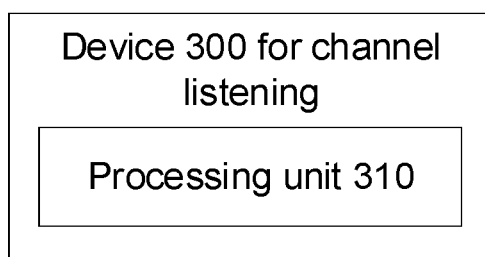 Device 300 for channel
listening
Processing unit 310